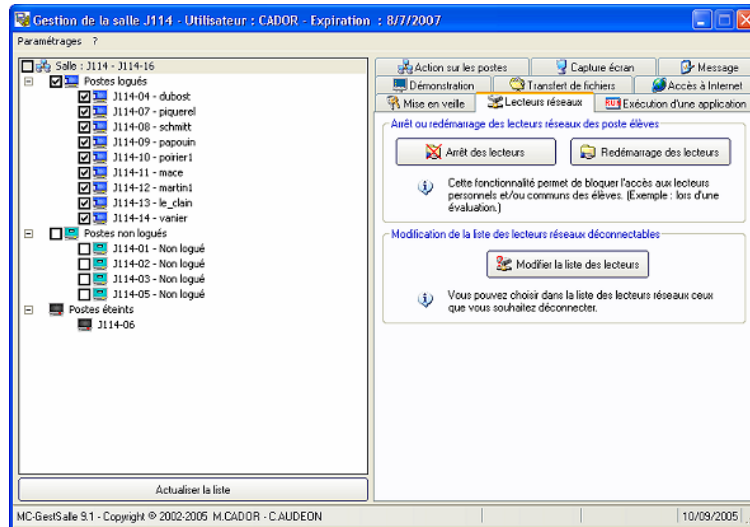 Gestion de la salle J114 - Utilisateur : CADOR - Expiration : 8/7/2007
Paramétrages ?
Salle : J114 - J114-16
Postes logués
J114-04 - dubost
J114-07 - piquerel
J114-08 - schmitt
J114-09 - papouin
J114-10 - poirier1
J114-11 - mace
J114-12 - martin1
J114-13 - le_clain
J114-14 - vanier
Postes non logués
J114-01 - Non logué
J114-02 - Non logué
J114-03 - Non logué
J114-05 - Non logué
Postes éteints
J114-06
Actualiser la liste
Action sur les postes Capture écran Message
Démonstration Transfert de fichiers Accès à Internet
Mise en veille Lecteurs réseaux RUN Exécution d'une application
Arrêt ou redémarrage des lecteurs réseaux des poste élèves
Arrêt des lecteurs Redémarrage des lecteurs
Cette fonctionnalité permet de bloquer l'accès aux lecteurs
personnels et/ou communs des élèves. (Exemple : lors d'une
évaluation.)
Modification de la liste des lecteurs réseaux déconnectables
Modifier la liste des lecteurs
Vous pouvez choisir dans la liste des lecteurs réseaux ceux
que vous souhaitez déconnecter.
MC-GestSalle 9.1 - Copyright © 2002-2005 M.CADOR - C.AUDEON 10/09/2005